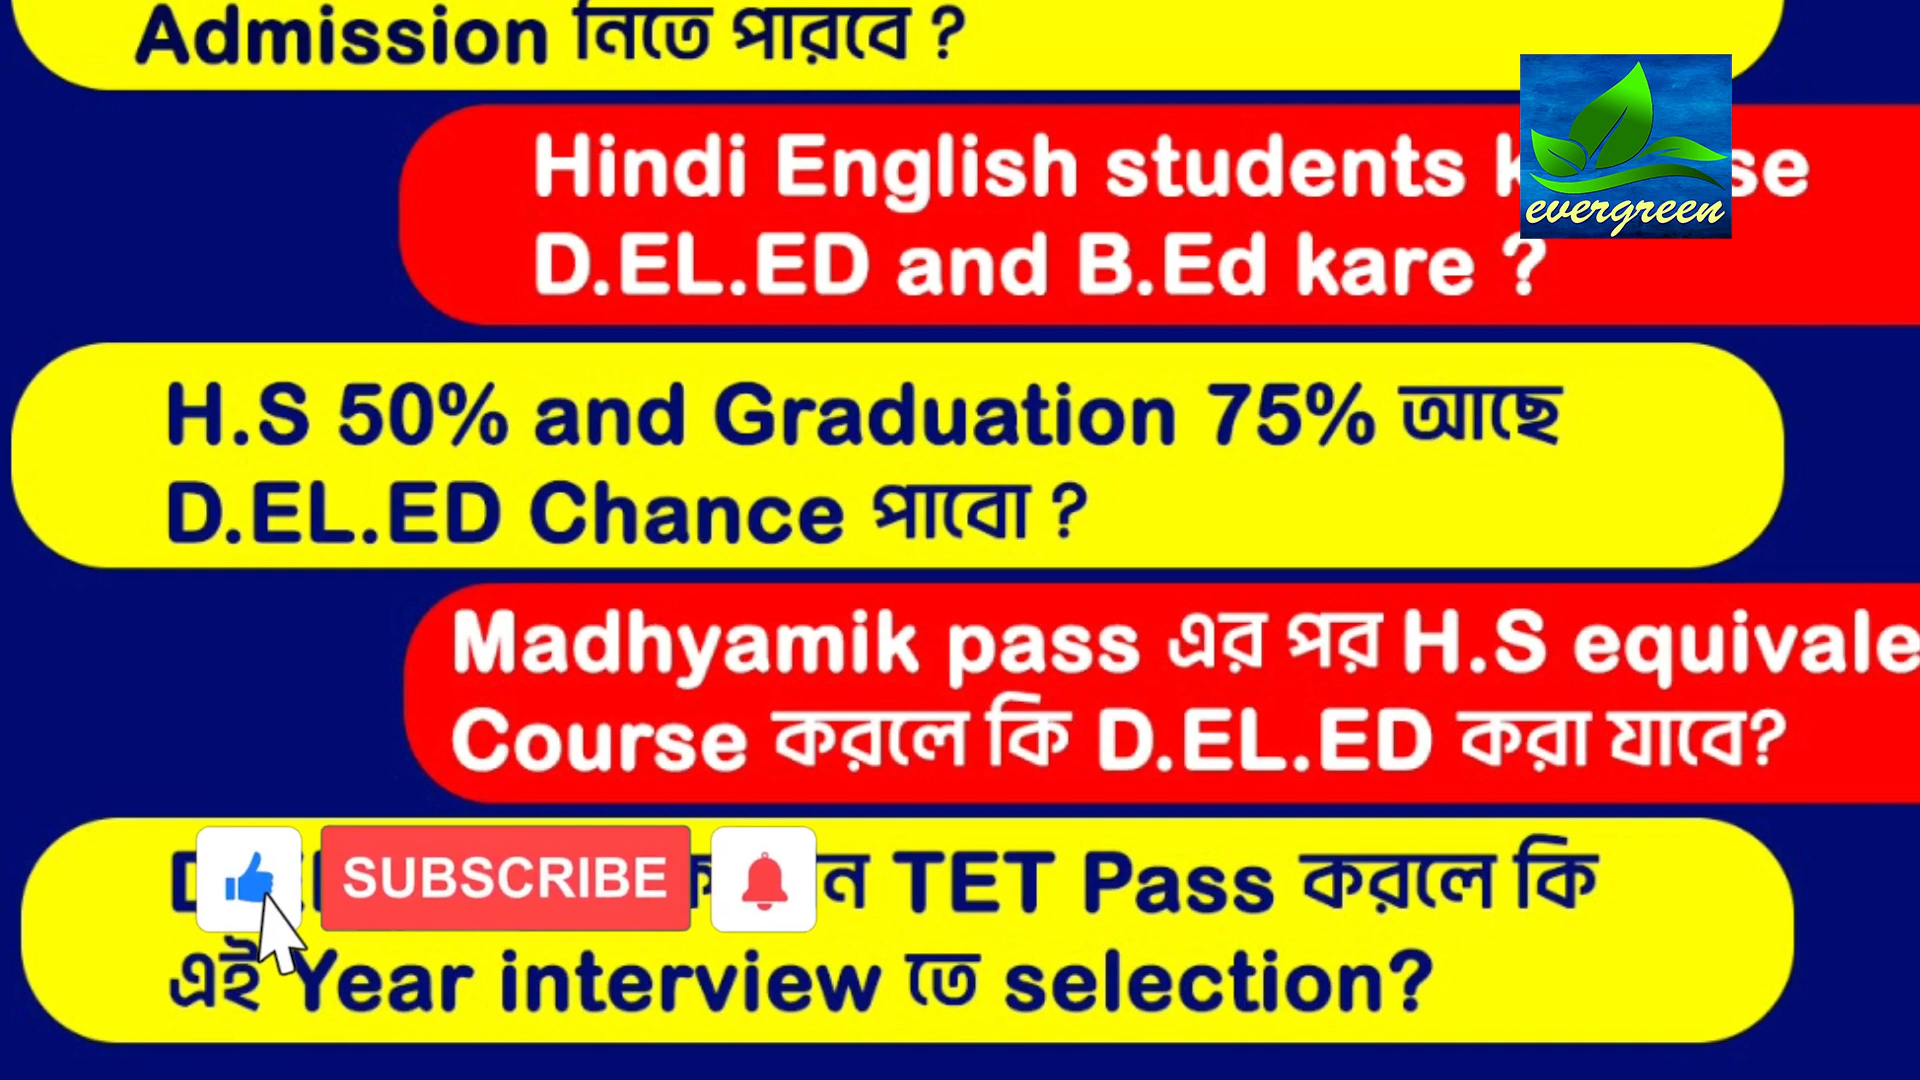 Admission নিতে পারবে ?
evergreen
Hindi English students
D.EL.ED and B.Ed kare ?
H.S 50% and Graduation 75% আছে
D.EL.ED Chance পাবো ?
Madhyamik pass এর পর H.S equivale
Course করলে কি D.EL.ED করা যাবে?
SUBSCRIBE
TET Pass করলে কি
এই Year interview তে selection?